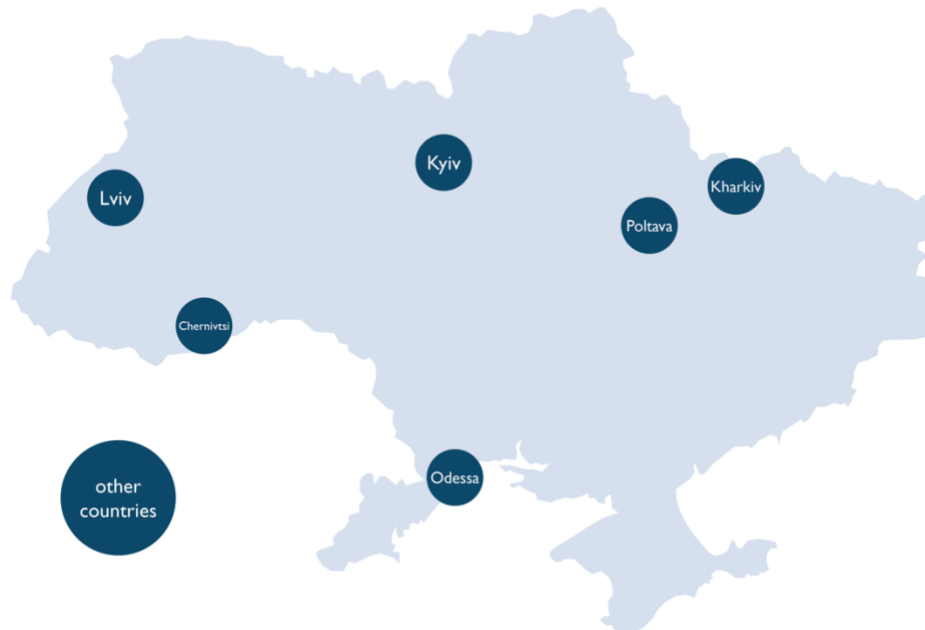 Kyiv
Lviv
Kharkiv
Poltava
Chernivtsi
Odessa
other
countries